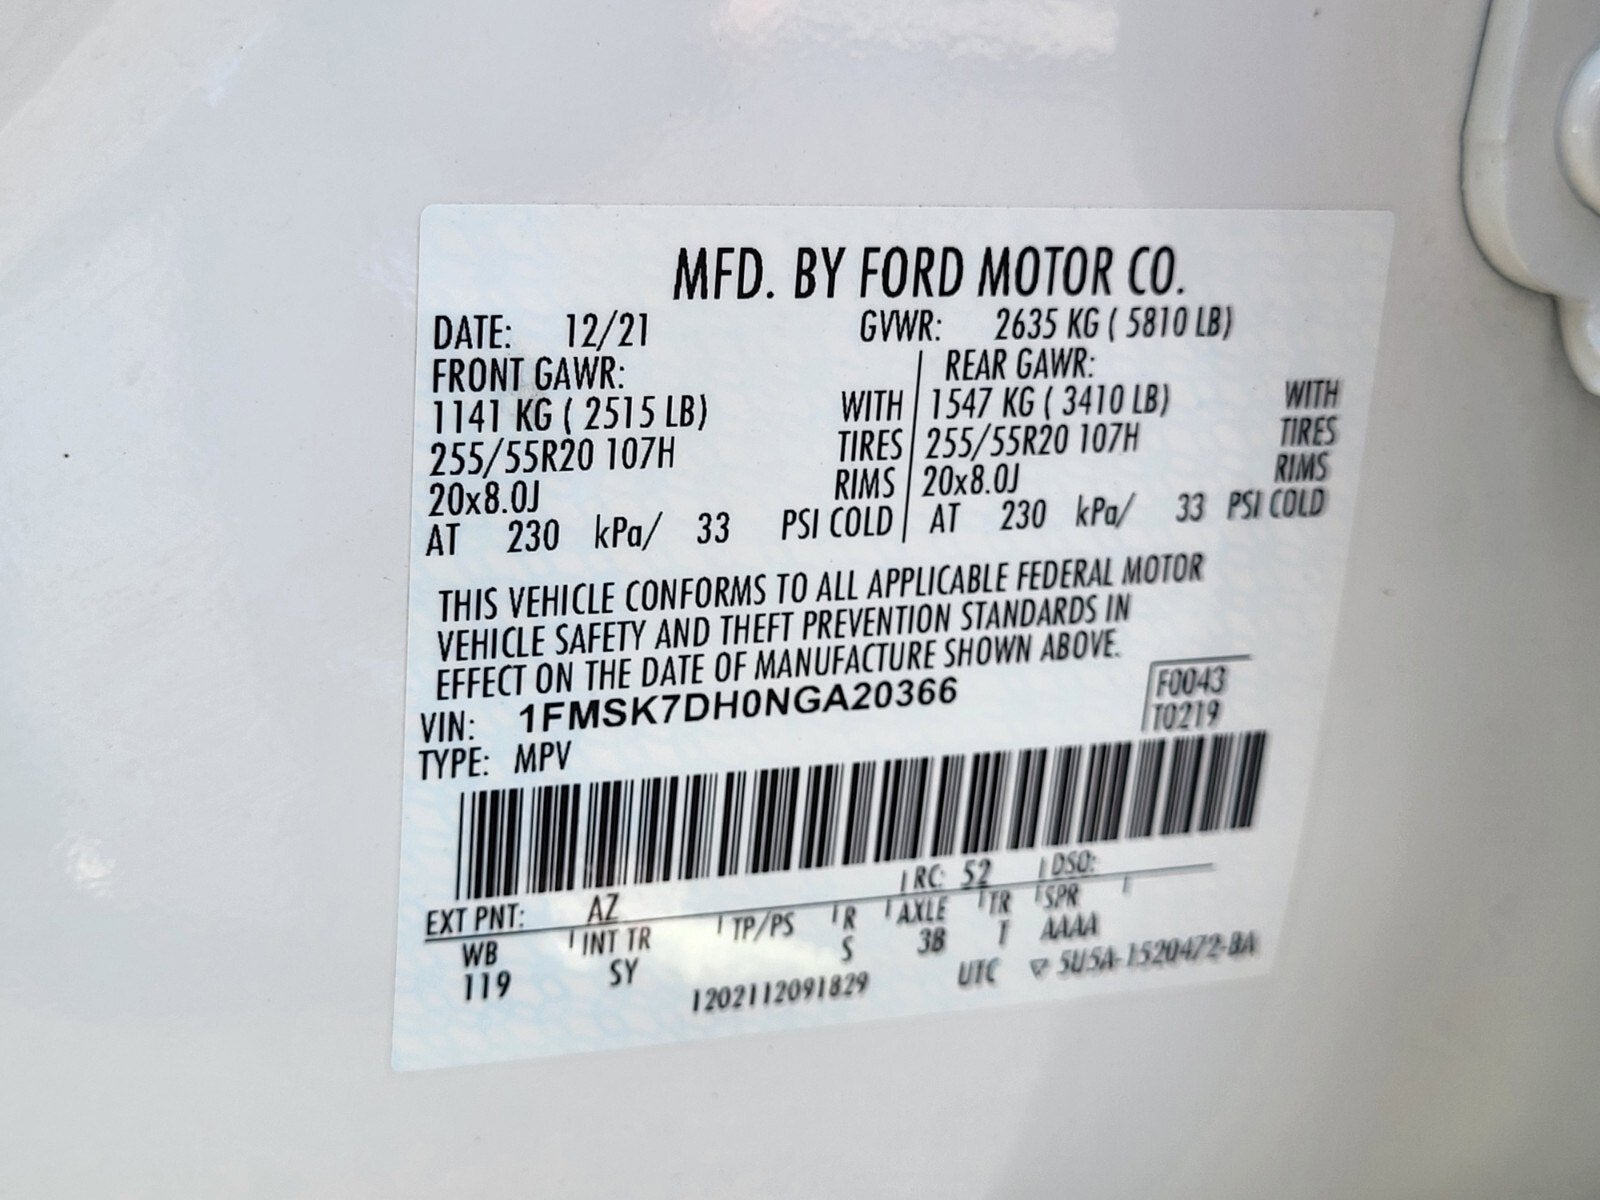 MFD. BY FORD MOTOR CO.
DATE: 12/21 GVWR: 2635 KG ( 5810 LB)
FRONT GAWR: REAR GAWR:
1141 KG ( 2515 LB) WITH 1547 KG ( 3410 LB) WITH
255/55R20 107H TIRES 255/55R20 107H TIRES
20x8.0J RIMS 20x8.0J RIMS
AT 230 kPa/ 33 PSI COLD AT 230 kPa/ 33 PSI COLD
THIS VEHICLE CONFORMS TO ALL APPLICABLE FEDERAL MOTOR
VEHICLE SAFETY AND THEFT PREVENTION STANDARDS IN
EFFECT ON THE DATE OF MANUFACTURE SHOWN ABOVE.
VIN: 1FMSK7DH0NGA20366 F0043
TYPE: MPV T0219
EXT PNT: AZ RC: 52 DSO:
WB INT TR TP/PS R AXLE TR SPR
119 SY S 3B T AAAA
1202112091829 UTC 5U5A-1520472-BA